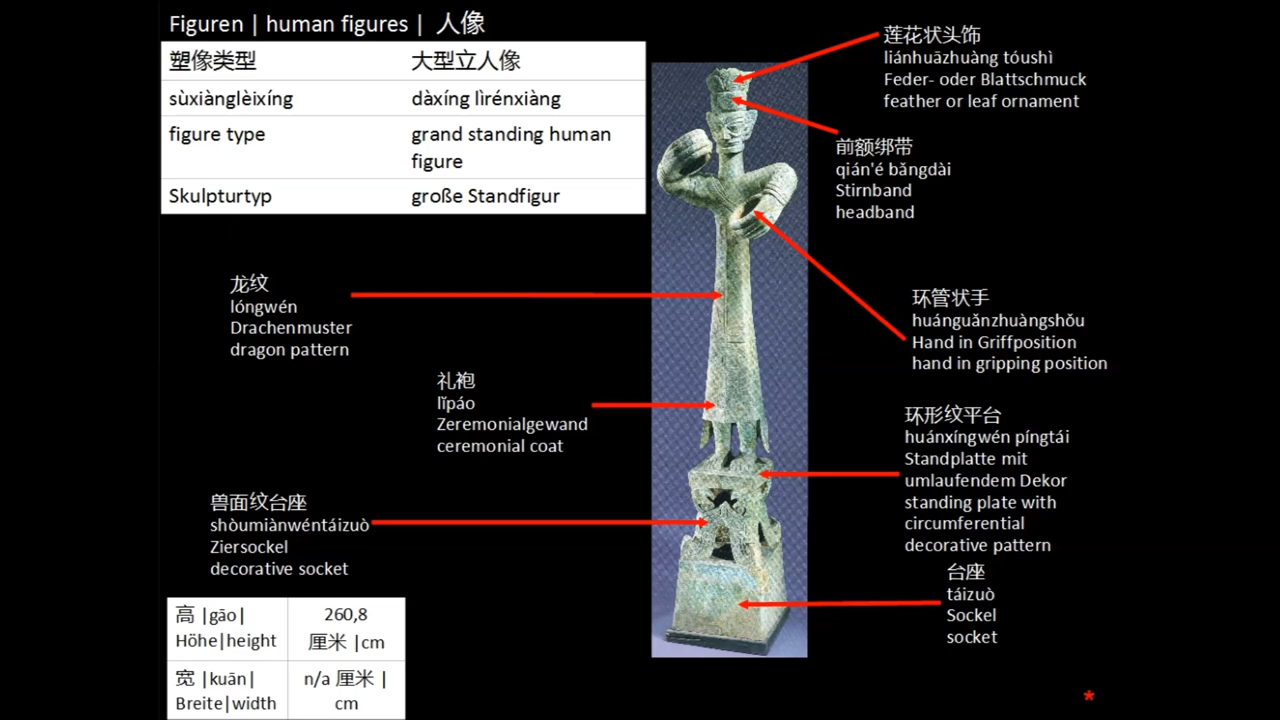 Figuren | human figures | 人像
塑像类型 大型立人像
sùxiànglèixíng dàxíng lìrénxiàng
figure type grand standing human
figure
Skulpturtyp große Standfigur
莲花状头饰
liánhuāzhuàng tóushì
Feder- oder Blattschmuck
feather or leaf ornament
前额绑带
qián'é bǎngdài
Stirnband
headband
龙纹
lóngwén
Drachenmuster
dragon pattern
环管状手
huánguǎnzhuàngshǒu
Hand in Griffposition
hand in gripping position
礼袍
lǐpáo
Zeremonialgewand
ceremonial coat
环形纹平台
huánxíngwén píngtái
Standplatte mit
umlaufendem Dekor
standing plate with
circumferential
decorative pattern
兽面纹台座
shòumiànwéntáizuò
Ziersockel
decorative socket
台座
táizuò
Sockel
socket
高 |gāo| 260,8
Höhe|height 厘米 |cm
宽 |kuān| n/a 厘米 |
Breite|width cm
*